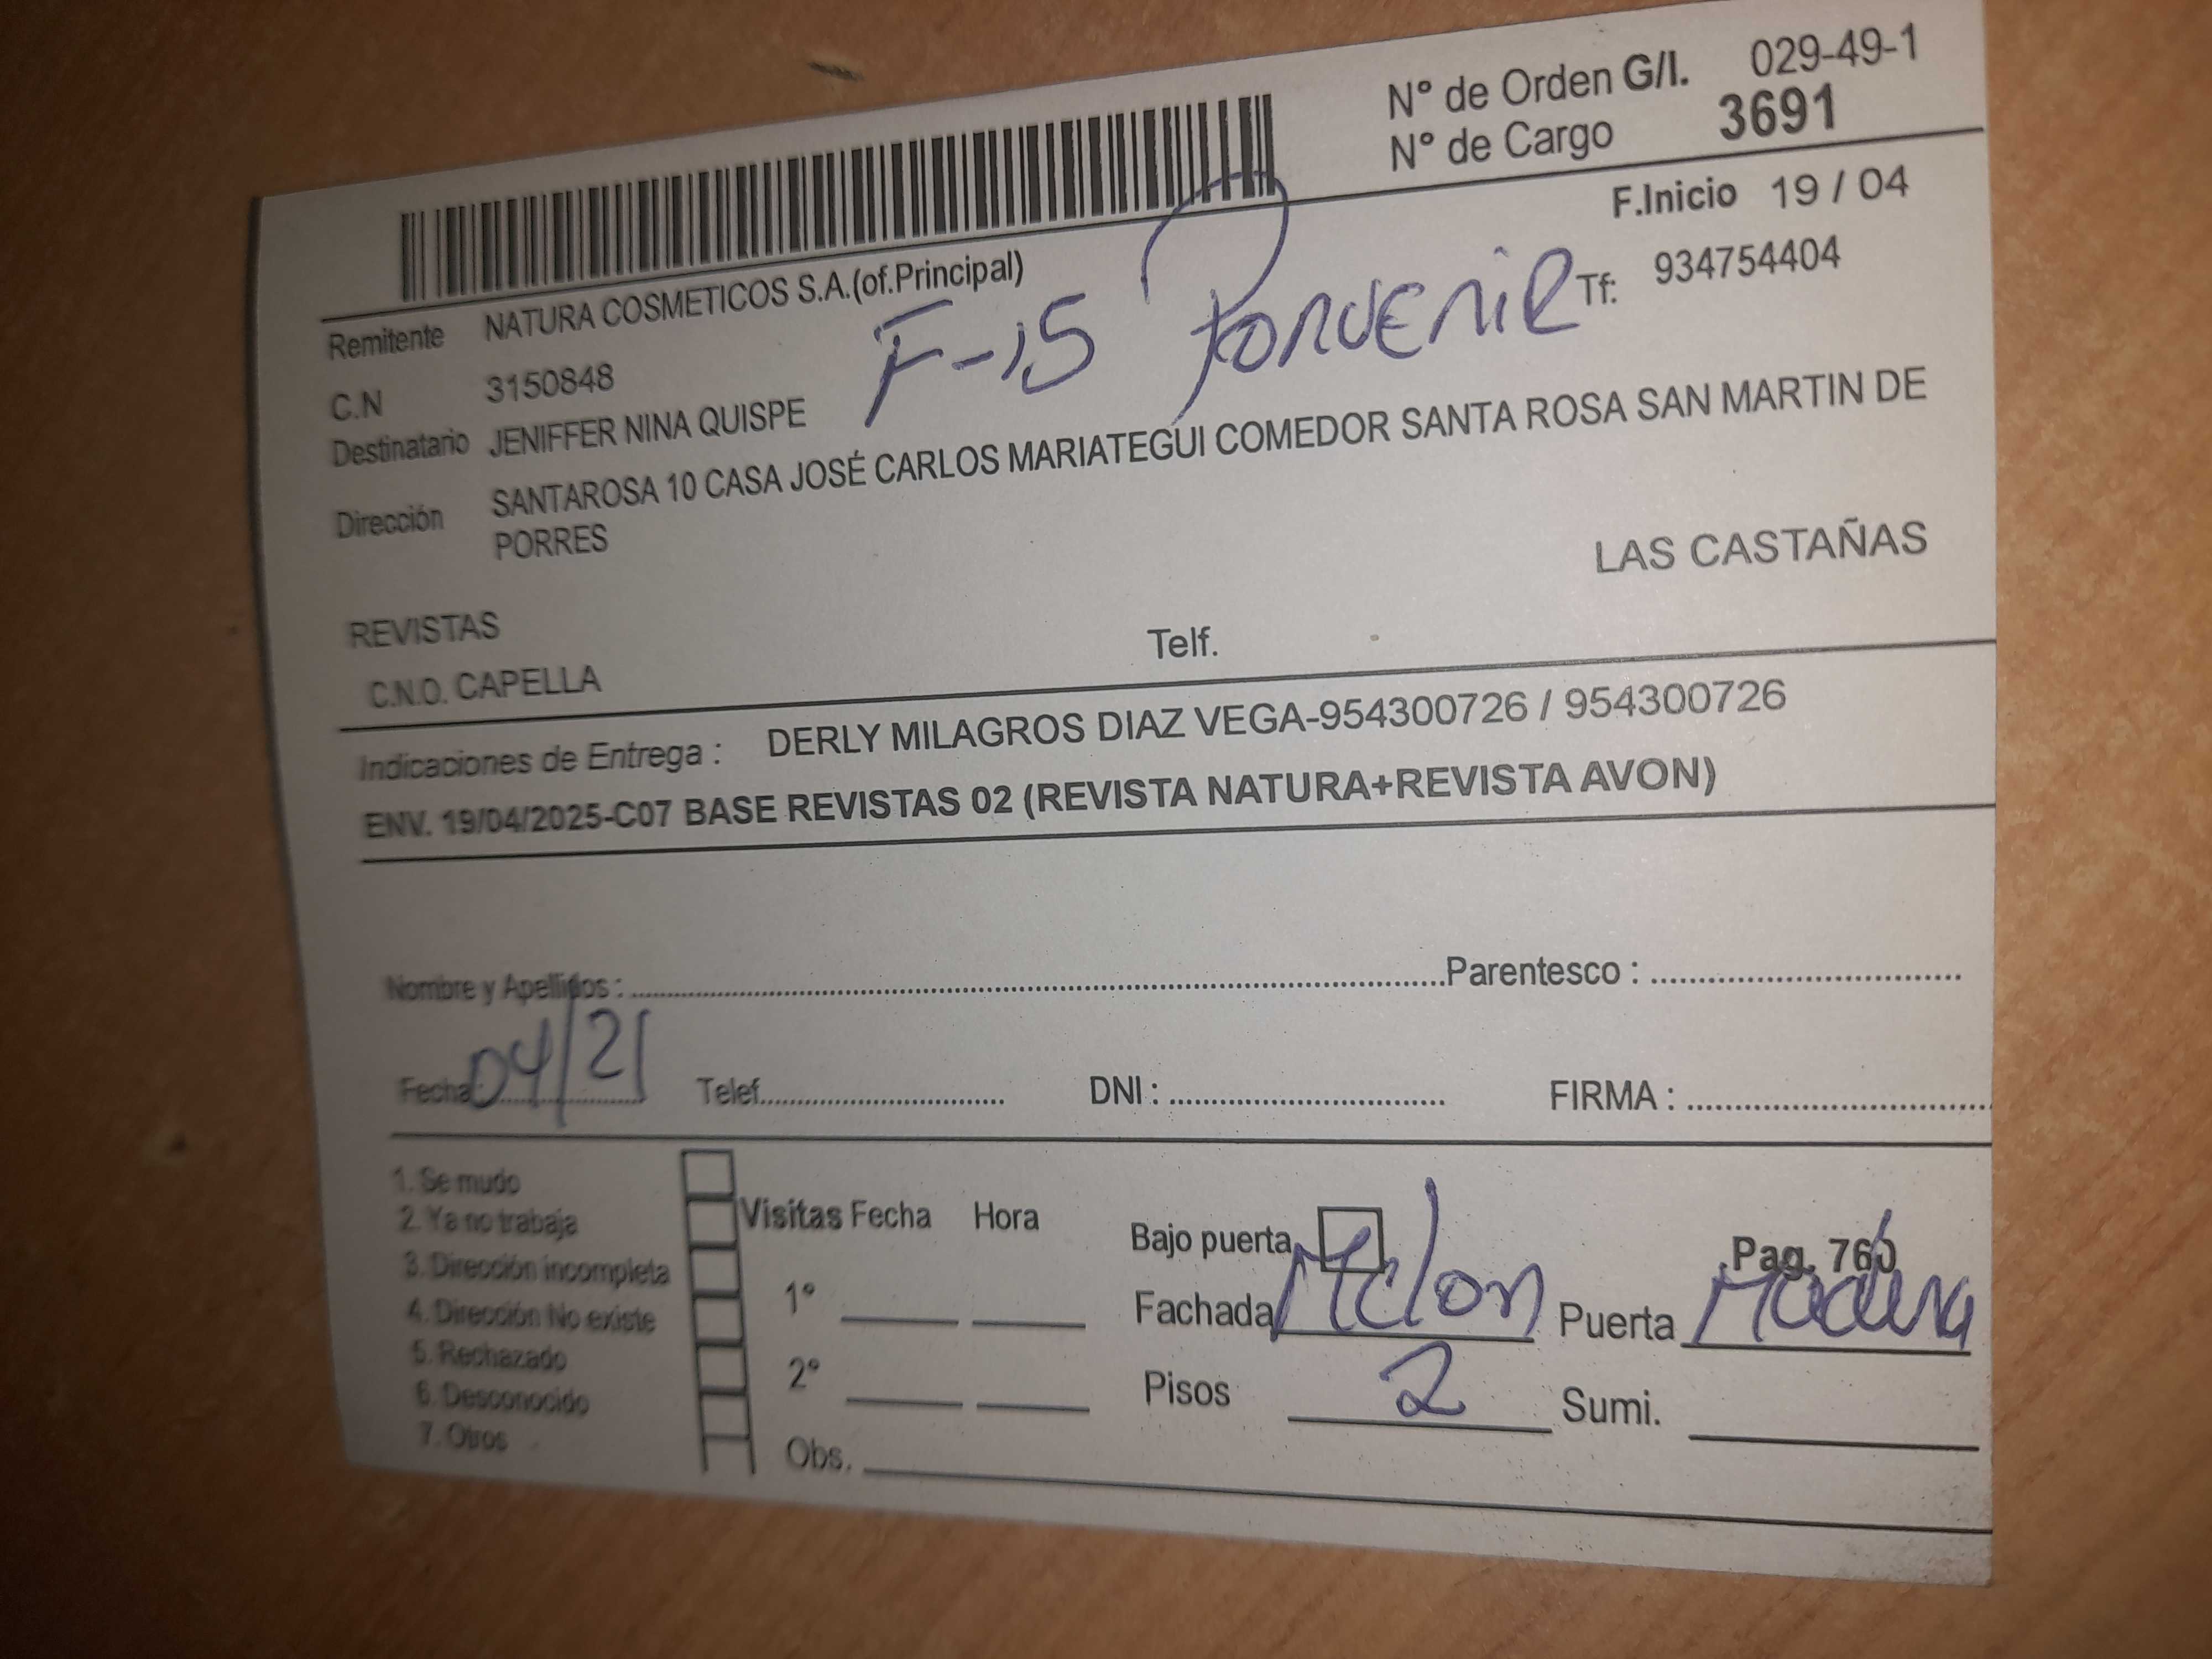 N° de Orden G/I. 029-49-1
N° de Cargo 3691
F.Inicio 19 / 04
Remitente NATURA COSMETICOS S.A.(of.Principal)
Tf: 934754404
F-15 PORVENIR
C.N 3150848
Destinatario JENIFFER NINA QUISPE
Dirección SANTAROSA 10 CASA JOSÉ CARLOS MARIATEGUI COMEDOR SANTA ROSA SAN MARTIN DE
PORRES
LAS CASTAÑAS
REVISTAS
Telf.
C.N.O. CAPELLA
Indicaciones de Entrega : DERLY MILAGROS DIAZ VEGA-954300726 / 954300726
ENV. 19/04/2025-C07 BASE REVISTAS 02 (REVISTA NATURA+REVISTA AVON)
Nombre y Apellidos : Parentesco :
Fecha: 04/21 Telef. DNI : FIRMA :
1. Se mudo
2. Ya no trabaja
3. Dirección incompleta
4. Dirección No existe
5. Rechazado
6. Desconocido
7. Otros
Visitas Fecha Hora
1°
2°
Obs.
Bajo puerta
Pag. 760
Fachada Melon Puerta Madera
Pisos 2 Sumi.